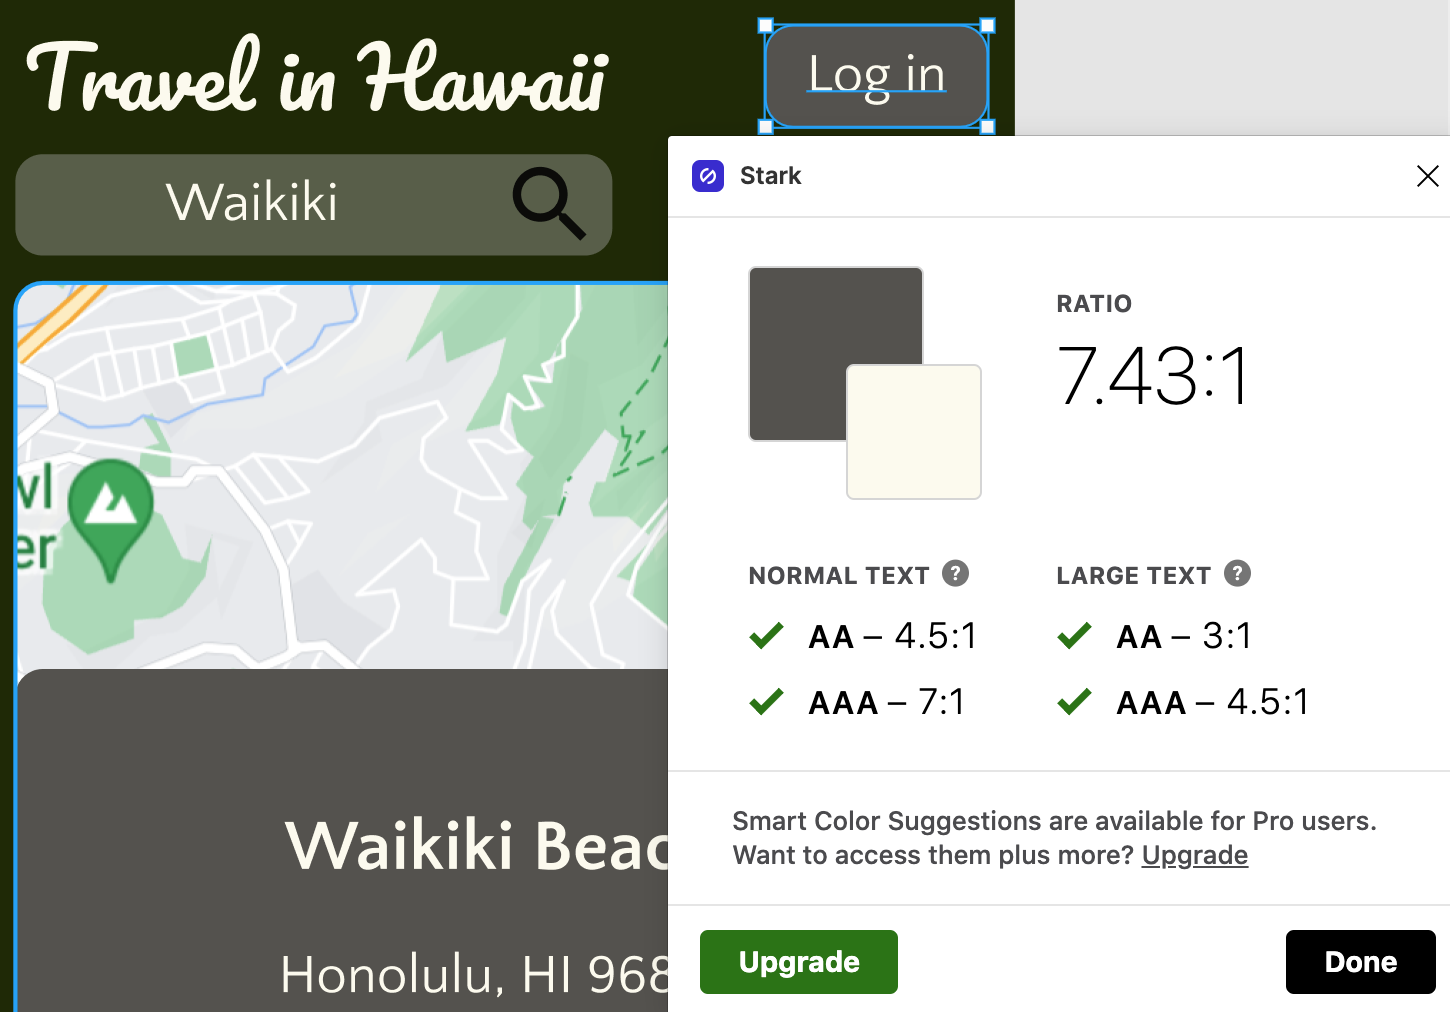 Travel in Hawaii
Log in
Waikiki
Stark
RATIO
7.43:1
NORMAL TEXT ?
LARGE TEXT ?
AA – 4.5:1
AA – 3:1
AAA – 7:1
AAA – 4.5:1
Waikiki Beac
Honolulu, HI 968
Smart Color Suggestions are available for Pro users.
Want to access them plus more? Upgrade
Upgrade
Done